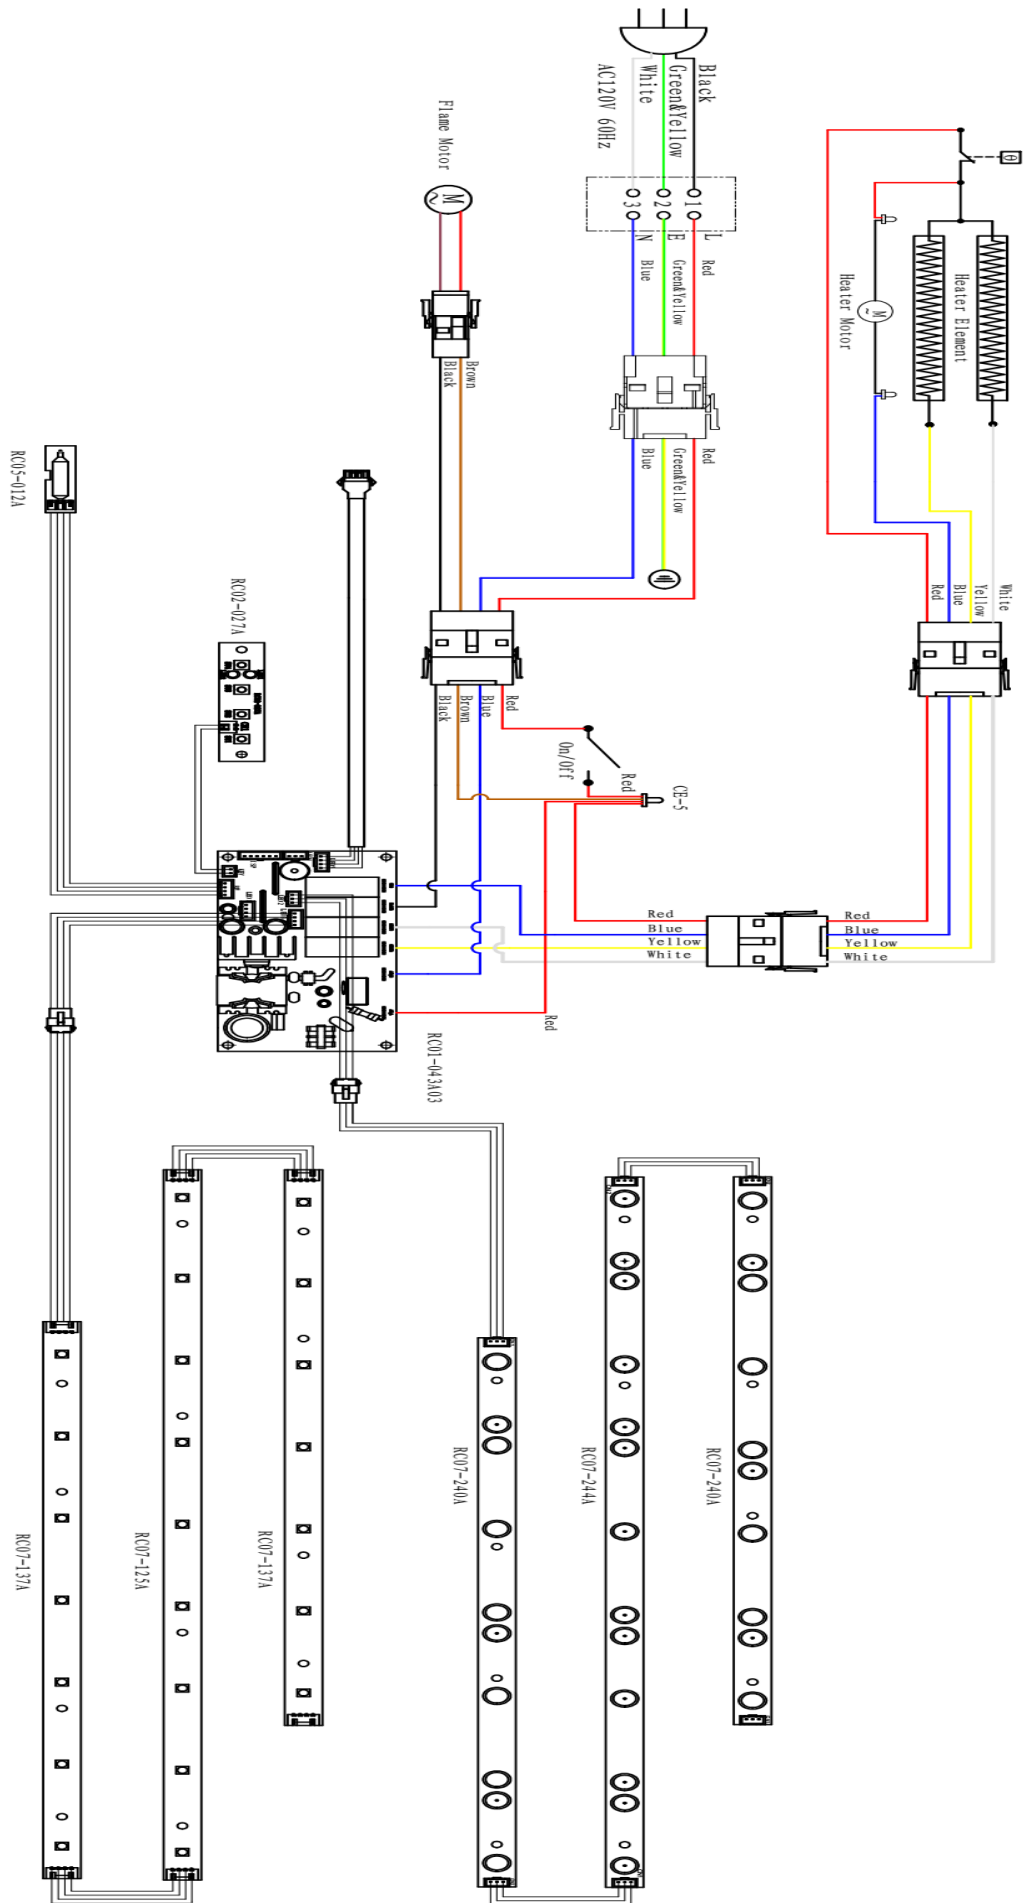 Black
Green&Yellow
White
AC120V 60Hz
1
2
3
L
E
N
Red
Green&Yellow
Blue
Red
Green&Yellow
Blue
Heater Element
M
~
Heater Motor
White
Yellow
Blue
Red
Flame Motor
M
~
Brown
Black
Red
Blue
Brown
Black
On/Off
Red
CE-5
RC05-012A
RC02-027A
Red
Blue
Yellow
White
Red
Blue
Yellow
White
Red
RC01-043A03
RC07-240A
RC07-244A
RC07-240A
RC07-137A
RC07-125A
RC07-137A